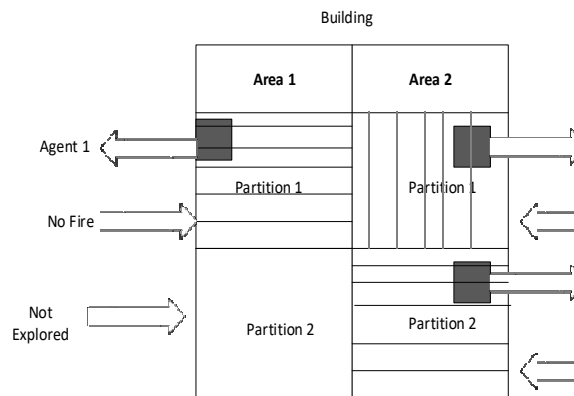 Building
Area 1
Area 2
Agent 1
Partition 1
Partition 1
No Fire
Not
Explored
Partition 2
Partition 2